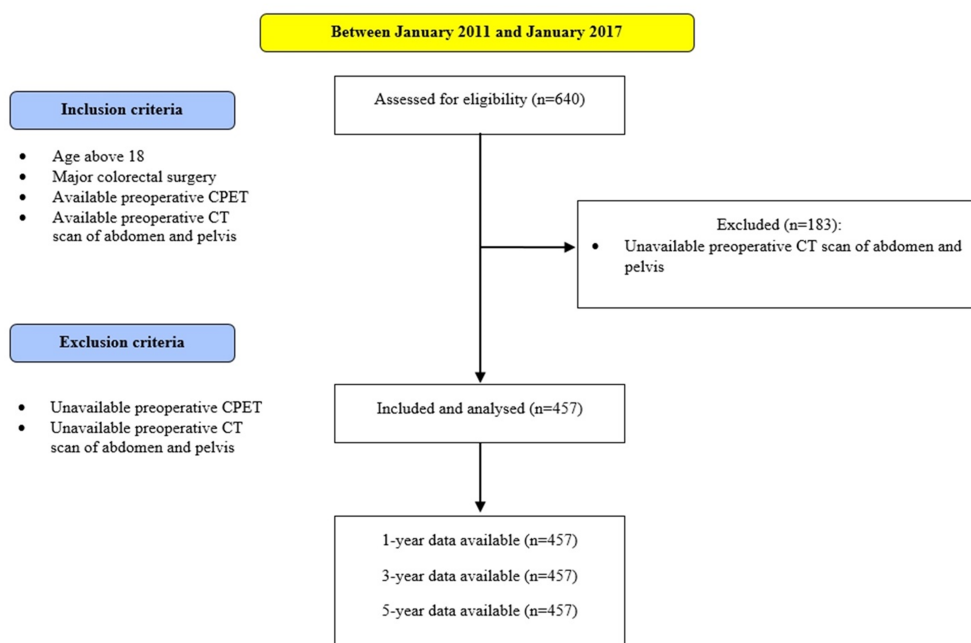 Between January 2011 and January 2017
Assessed for eligibility (n=640)
Inclusion criteria
• Age above 18
• Major colorectal surgery
• Available preoperative CPET
• Available preoperative CT
scan of abdomen and pelvis
Excluded (n=183):
• Unavailable preoperative CT scan of abdomen and
pelvis
Exclusion criteria
• Unavailable preoperative CPET
• Unavailable preoperative CT
scan of abdomen and pelvis
Included and analysed (n=457)
1-year data available (n=457)
3-year data available (n=457)
5-year data available (n=457)